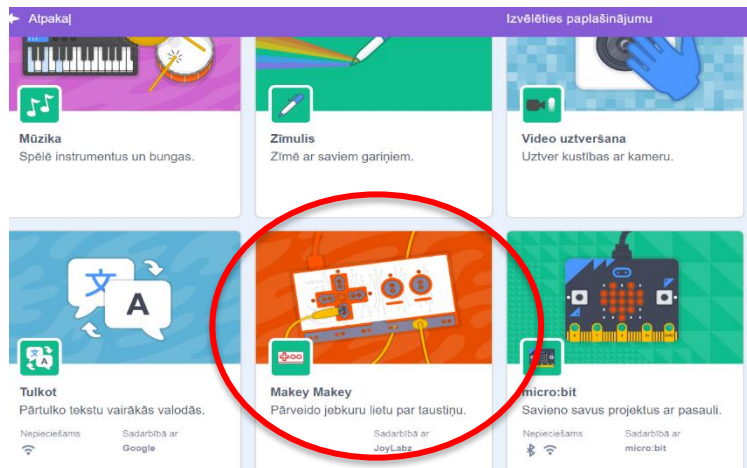 Atpakaļ
Izvēlēties paplašinājumu
Mūzika
Spēlē instrumentus un bungas.
Zīmulis
Zīmē ar saviem gariņiem.
Video uztveršana
Uztver kustības ar kameru.
文
A
文
A
Tulkot
Pārtulko tekstu vairākās valodās.
Nepieciešams
Sadarbībā ar
Google
Makey Makey
Pārveido jebkuru lietu par taustiņu.
Sadarbībā ar
JoyLabz
micro:bit
Savieno savus projektus ar pasauli.
Nepieciešams
Sadarbībā ar
micro:bit